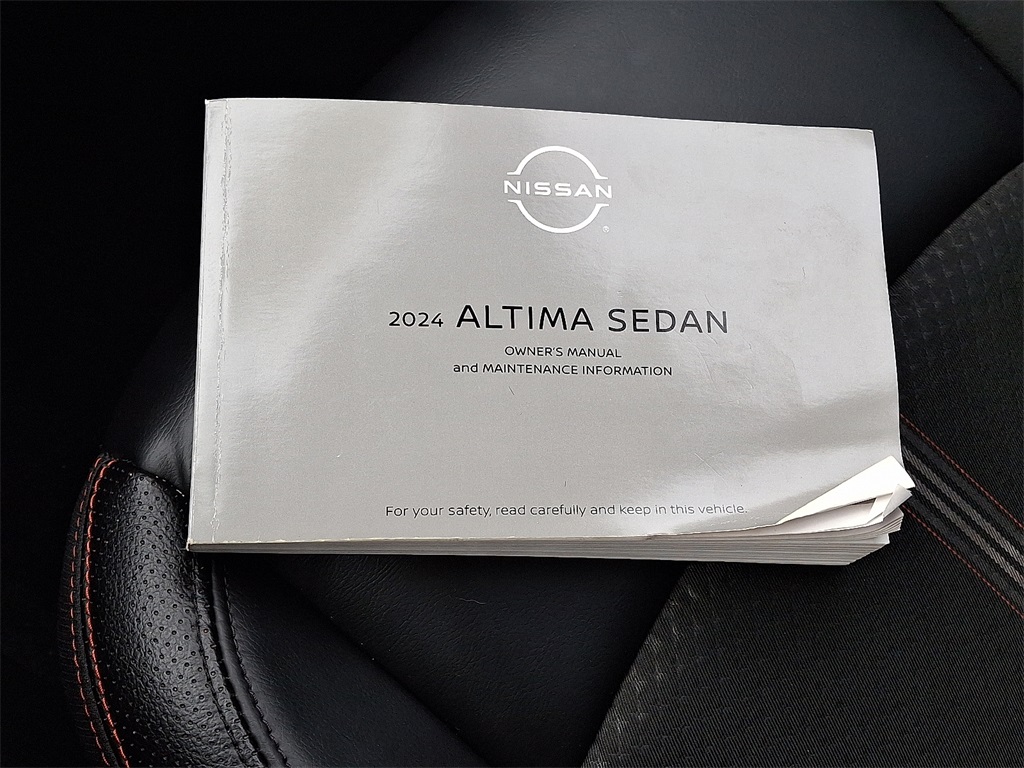 NISSAN
®
2024 ALTIMA SEDAN
OWNER'S MANUAL
and MAINTENANCE INFORMATION
For your safety, read carefully and keep in this vehicle.